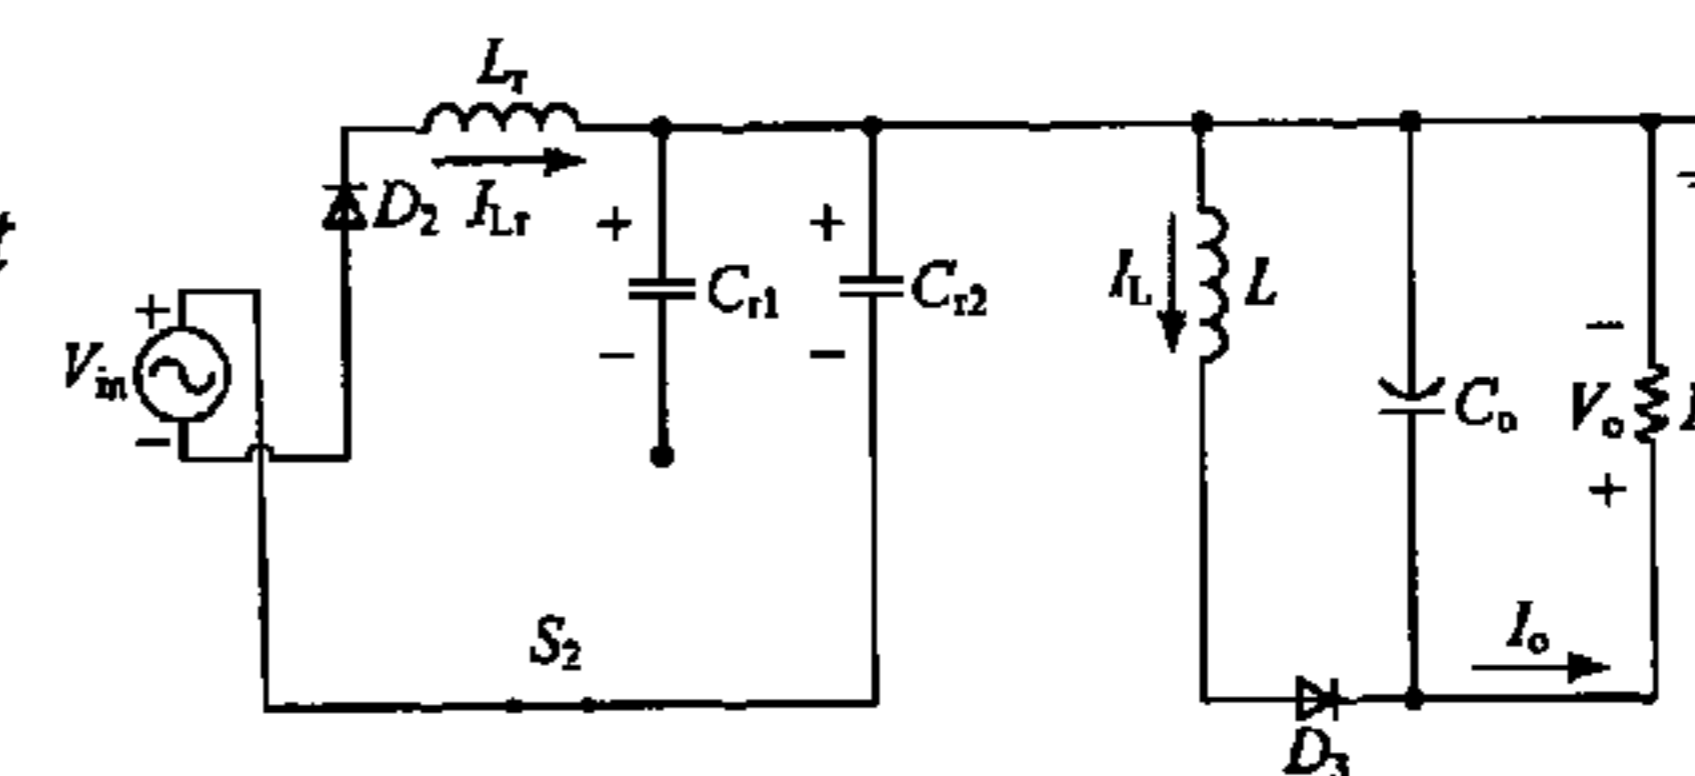 Lr
D2
ILr
+
+
+
Cr1
Cr2
IL
L
Vin
−
−
−
−
Co
Vo
+
S2
Io
D3